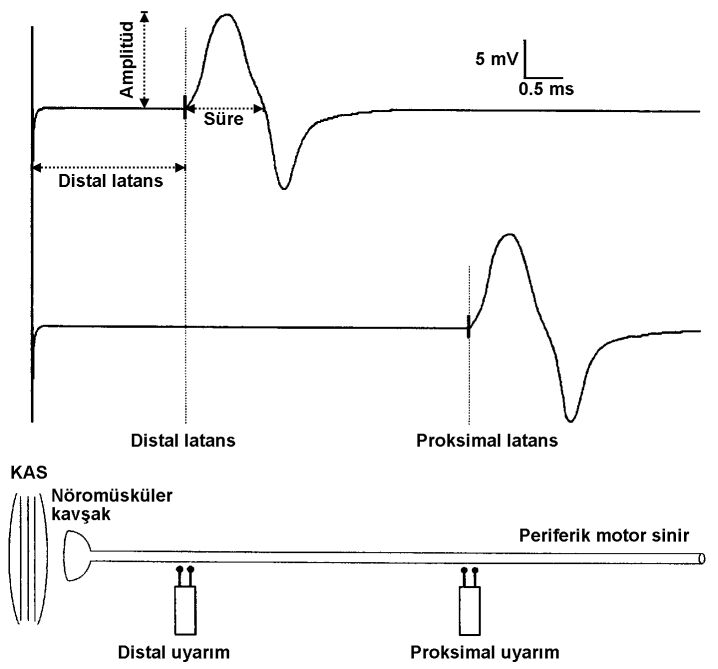 Amplitüd
5 mV
0.5 ms
Süre
Distal latans
Distal latans
Proksimal latans
KAS
Nöromüsküler
kavşak
Periferik motor sinir
Distal uyarım
Proksimal uyarım